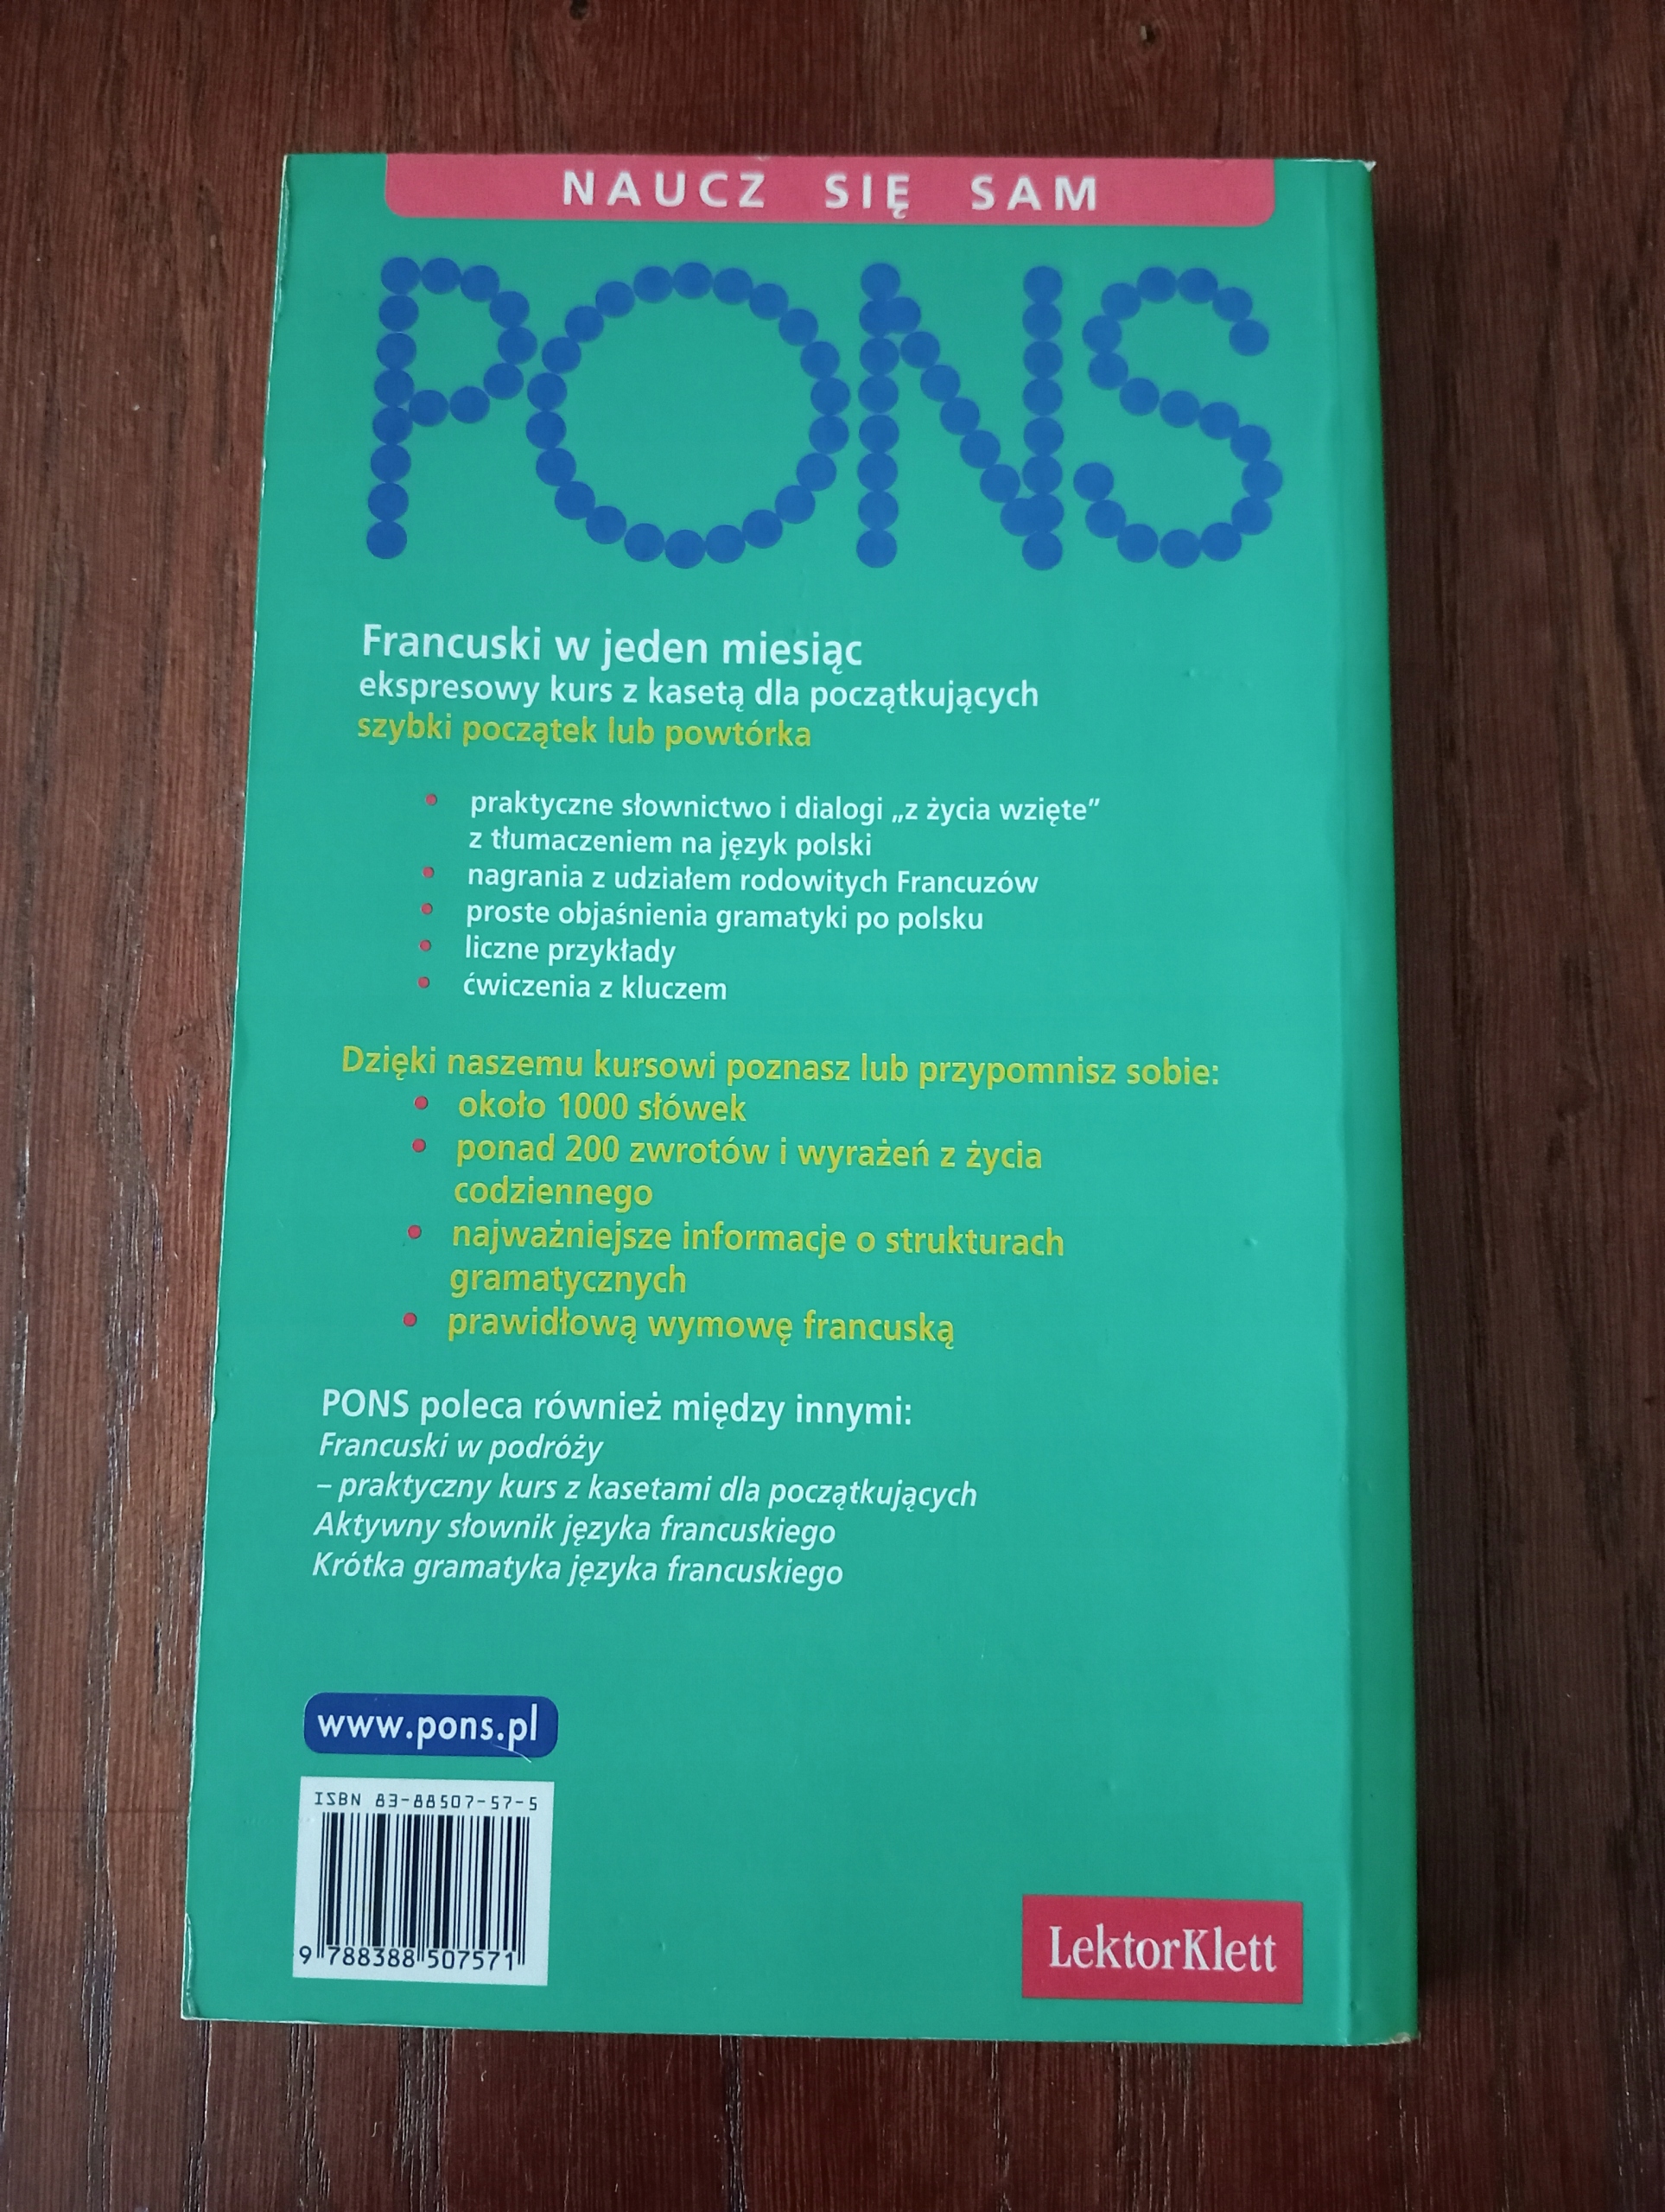 NAUCZ SIĘ SAM
PONS
Francuski w jeden miesiąc
ekspresowy kurs z kasetą dla początkujących
szybki początek lub powtórka
• praktyczne słownictwo i dialogi „z życia wzięte”
z tłumaczeniem na język polski
• nagrania z udziałem rodowitych Francuzów
• proste objaśnienia gramatyki po polsku
• liczne przykłady
• ćwiczenia z kluczem
Dzięki naszemu kursowi poznasz lub przypomnisz sobie:
• około 1000 słówek
• ponad 200 zwrotów i wyrażeń z życia
codziennego
• najważniejsze informacje o strukturach
gramatycznych
• prawidłową wymowę francuską
PONS poleca również między innymi:
Francuski w podróży
– praktyczny kurs z kasetami dla początkujących
Aktywny słownik języka francuskiego
Krótka gramatyka języka francuskiego
www.pons.pl
ISBN 83-88507-57-5
9 788388 507571
LektorKlett